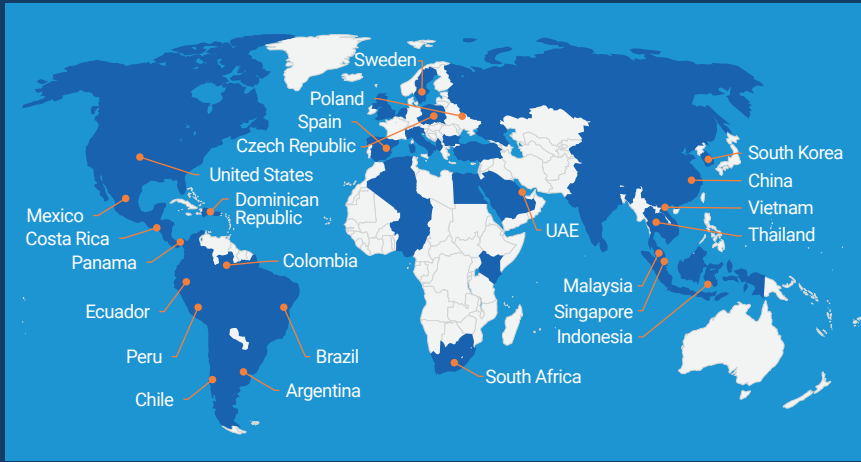 Sweden
Poland
Spain
Czech Republic
United States
Dominican
Republic
Mexico
Costa Rica
Panama
Colombia
Ecuador
Peru
Brazil
Chile
Argentina
South Africa
UAE
South Korea
China
Vietnam
Thailand
Malaysia
Singapore
Indonesia